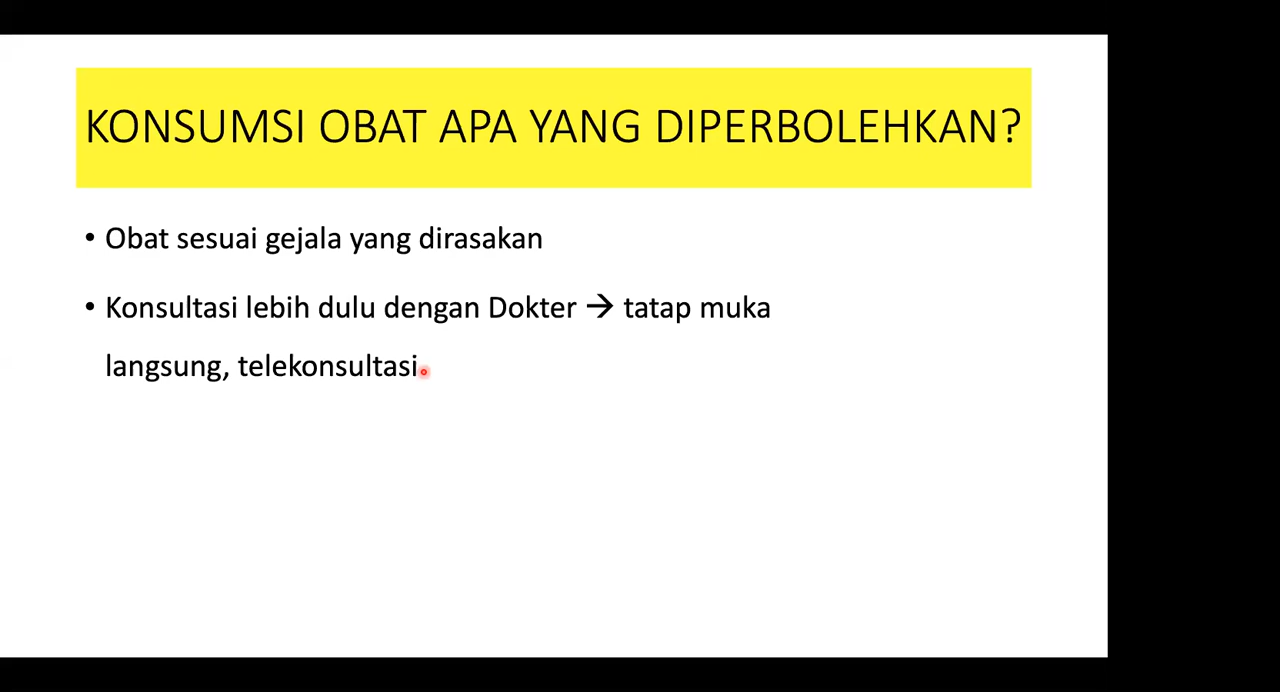 KONSUMSI OBAT APA YANG DIPERBOLEHKAN?
• Obat sesuai gejala yang dirasakan
• Konsultasi lebih dulu dengan Dokter → tatap muka
langsung, telekonsultasi